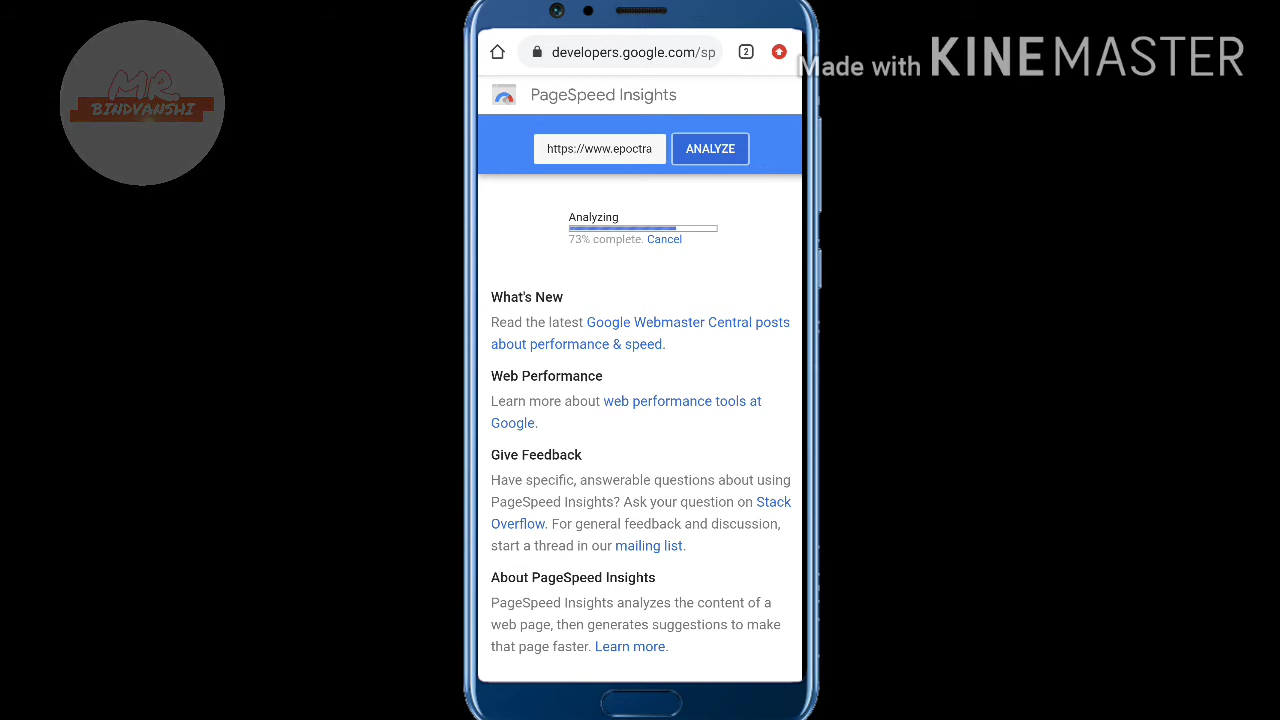 MR.
BINDVANSHI
Made with KINEMASTER
developers.google.com/sp
2
PageSpeed Insights
https://www.epoctra
ANALYZE
Analyzing
73% complete. Cancel
What's New
Read the latest Google Webmaster Central posts
about performance & speed.
Web Performance
Learn more about web performance tools at
Google.
Give Feedback
Have specific, answerable questions about using
PageSpeed Insights? Ask your question on Stack
Overflow. For general feedback and discussion,
start a thread in our mailing list.
About PageSpeed Insights
PageSpeed Insights analyzes the content of a
web page, then generates suggestions to make
that page faster. Learn more.